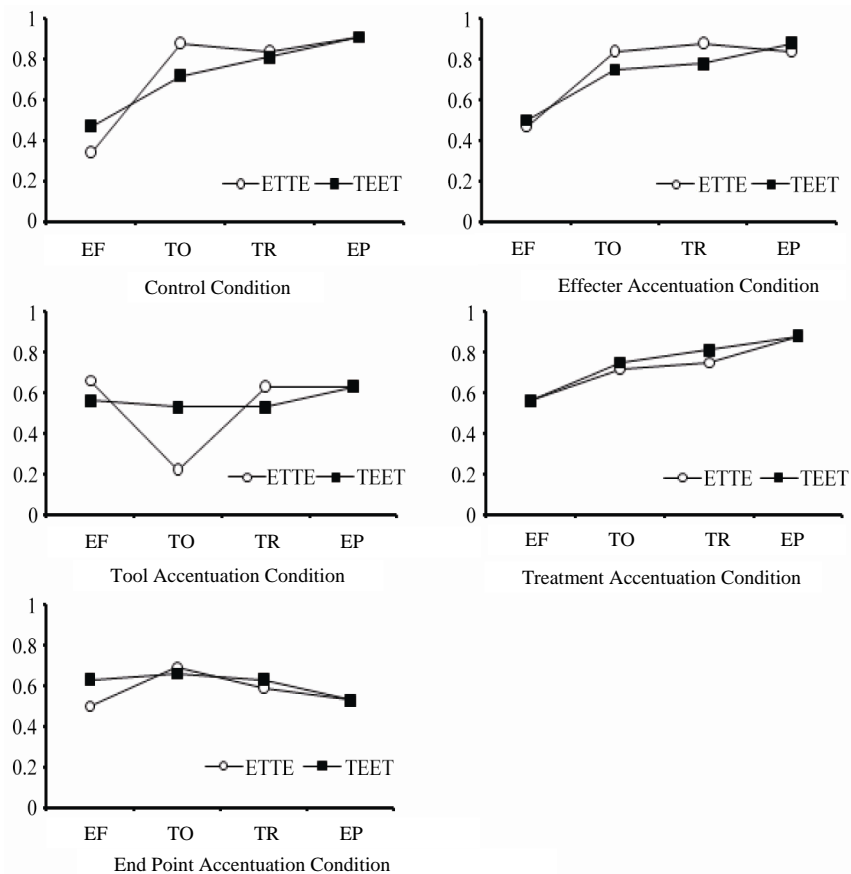 1
0.8
0.6
0.4
0.2
0
ETTE TEET
EF TO TR EP
Control Condition
1
0.8
0.6
0.4
0.2
0
ETTE TEET
EF TO TR EP
Effecter Accentuation Condition
1
0.8
0.6
0.4
0.2
0
ETTE TEET
EF TO TR EP
Tool Accentuation Condition
1
0.8
0.6
0.4
0.2
0
ETTE TEET
EF TO TR EP
Treatment Accentuation Condition
1
0.8
0.6
0.4
0.2
0
ETTE TEET
EF TO TR EP
End Point Accentuation Condition